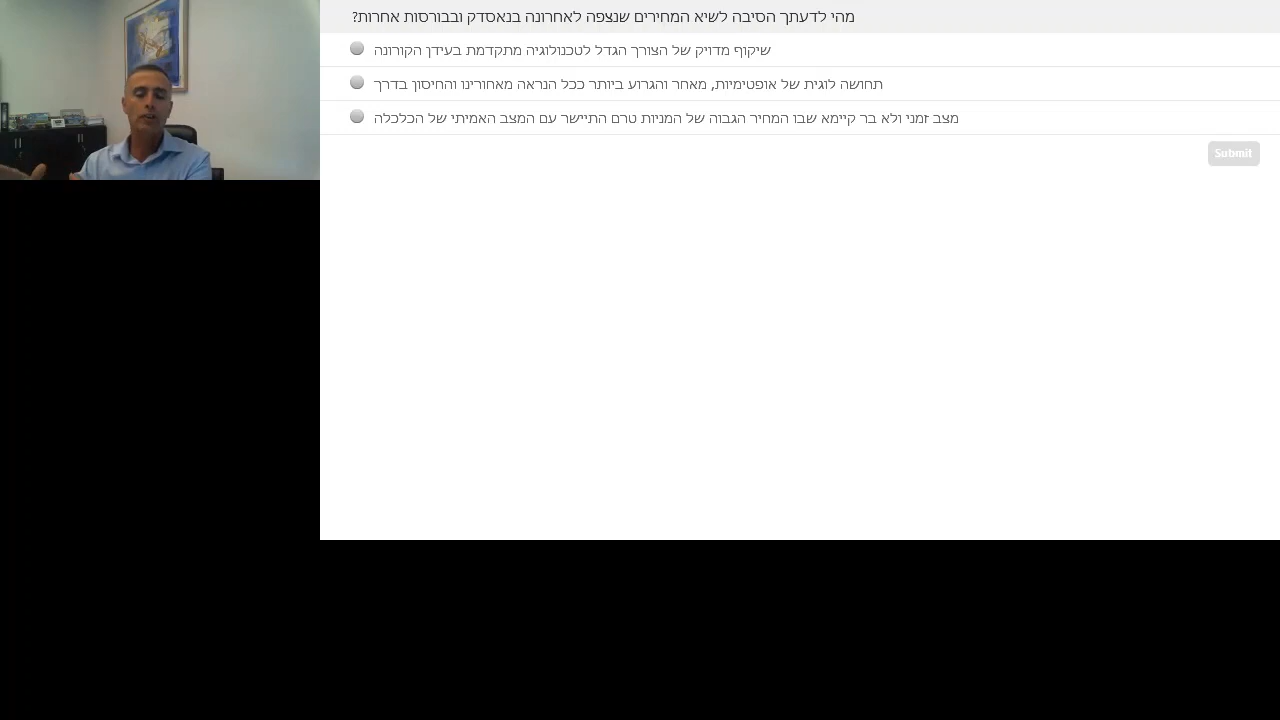 מהי לדעתך הסיבה לשיא המחירים שנצפה לאחרונה בנאסדק ובבורסות אחרות?
שיקוף מדויק של הצורך הגדל לטכנולוגיה מתקדמת בעידן הקורונה
תחושה לוגית של אופטימיות, מאחר והגרוע ביותר ככל הנראה מאחורינו והחיסון בדרך
מצב זמני ולא בר קיימא שבו המחיר הגבוה של המניות טרם התיישר עם המצב האמיתי של הכלכלה
Submit